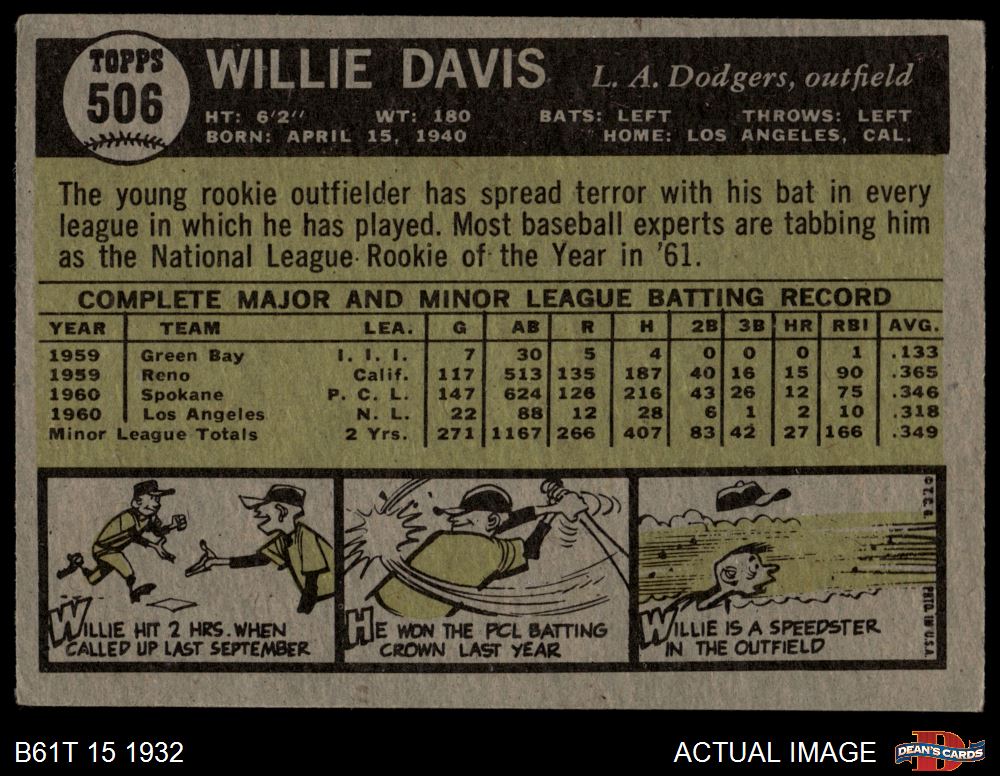 TOPPS
506
WILLIE DAVIS L. A. Dodgers, outfield
HT: 6'2" WT: 180 BATS: LEFT THROWS: LEFT
BORN: APRIL 15, 1940 HOME: LOS ANGELES, CAL.
The young rookie outfielder has spread terror with his bat in every
league in which he has played. Most baseball experts are tabbing him
as the National League Rookie of the Year in '61.
COMPLETE MAJOR AND MINOR LEAGUE BATTING RECORD
YEAR TEAM LEA. G AB R H 2B 3B HR RBI AVG.
1959 Green Bay I. I. I. 7 30 5 4 0 0 0 1 .133
1959 Reno Calif. 117 513 135 187 40 16 15 90 .365
1960 Spokane P. C. L. 147 624 126 216 43 26 12 75 .346
1960 Los Angeles N. L. 22 88 12 28 6 1 2 10 .318
Minor League Totals 2 Yrs. 271 1167 266 407 83 42 27 166 .349
WILLIE HIT 2 HRS. WHEN
CALLED UP LAST SEPTEMBER
HE WON THE PCL BATTING
CROWN LAST YEAR
WILLIE IS A SPEEDSTER
IN THE OUTFIELD
©T.C.G. PRTD. IN U.S.A.
B61T 15 1932
ACTUAL IMAGE
DEAN'S CARDS